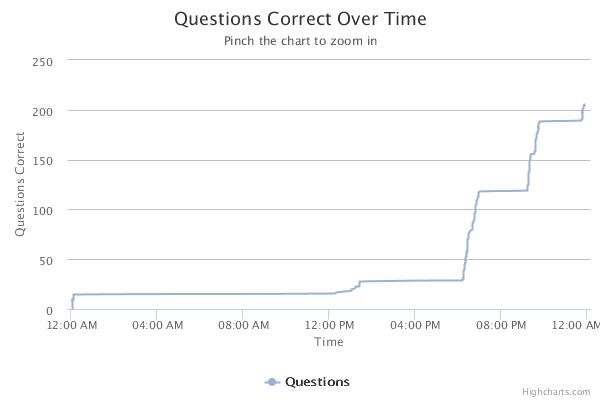 Questions Correct Over Time
Pinch the chart to zoom in
250
200
150
100
50
0
Questions Correct
12:00 AM 04:00 AM 08:00 AM 12:00 PM 04:00 PM 08:00 PM 12:00 AM
Time
Questions
Highcharts.com